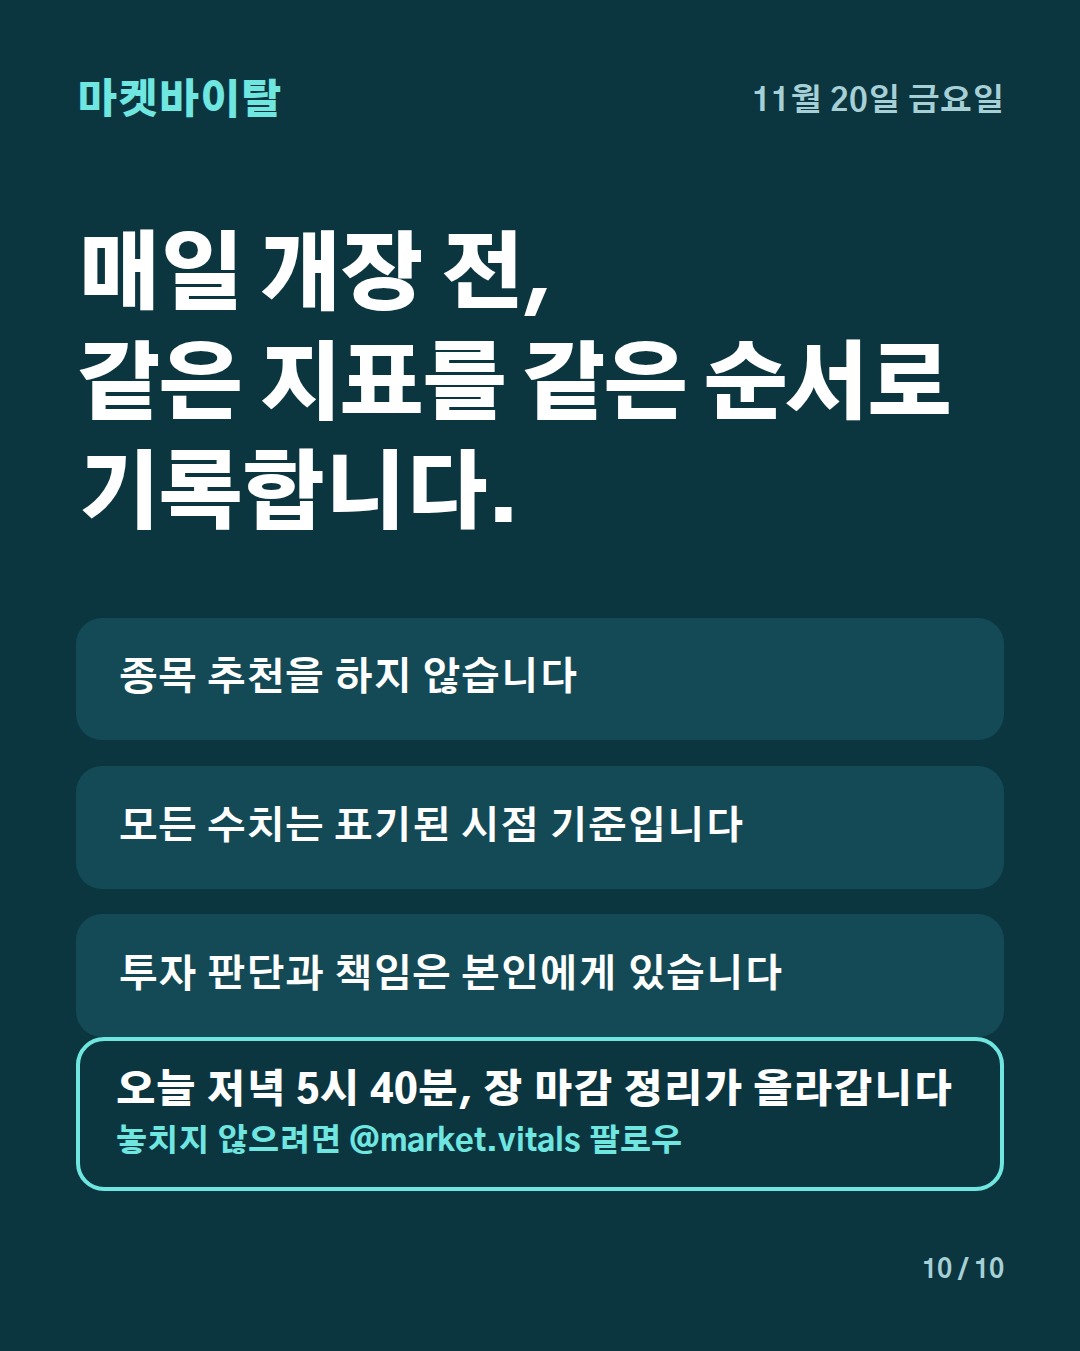 마켓바이탈
11월 20일 금요일
매일 개장 전,
같은 지표를 같은 순서로
기록합니다.
종목 추천을 하지 않습니다
모든 수치는 표기된 시점 기준입니다
투자 판단과 책임은 본인에게 있습니다
오늘 저녁 5시 40분, 장 마감 정리가 올라갑니다
놓치지 않으려면 @market.vitals 팔로우
10 / 10